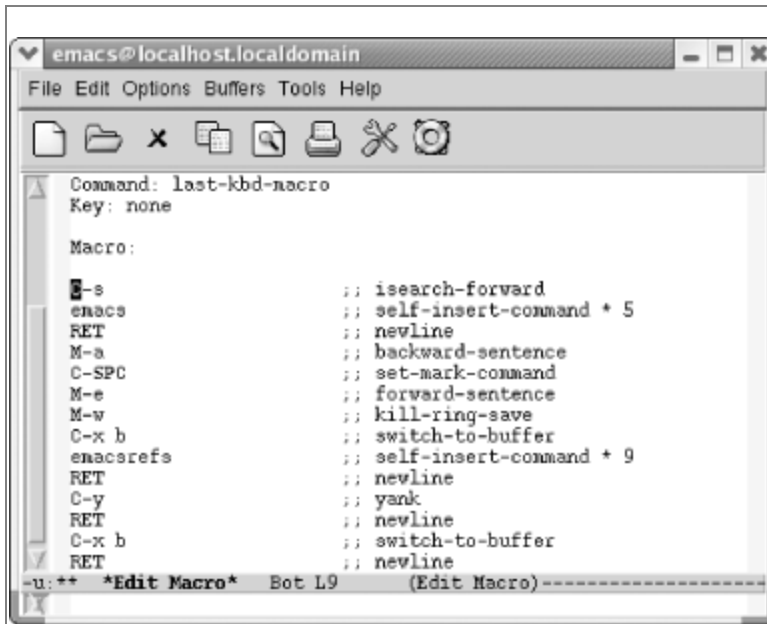 emacs@localhost.localdomain
File Edit Options Buffers Tools Help
Command: last-kbd-macro
Key: none
Macro:
C-s ;; isearch-forward
emacs ;; self-insert-command * 5
RET ;; newline
M-a ;; backward-sentence
C-SPC ;; set-mark-command
M-e ;; forward-sentence
M-w ;; kill-ring-save
C-x b ;; switch-to-buffer
emacsrefs ;; self-insert-command * 9
RET ;; newline
C-y ;; yank
RET ;; newline
C-x b ;; switch-to-buffer
RET ;; newline
-u:** *Edit Macro* Bot L9 (Edit Macro)---------------------